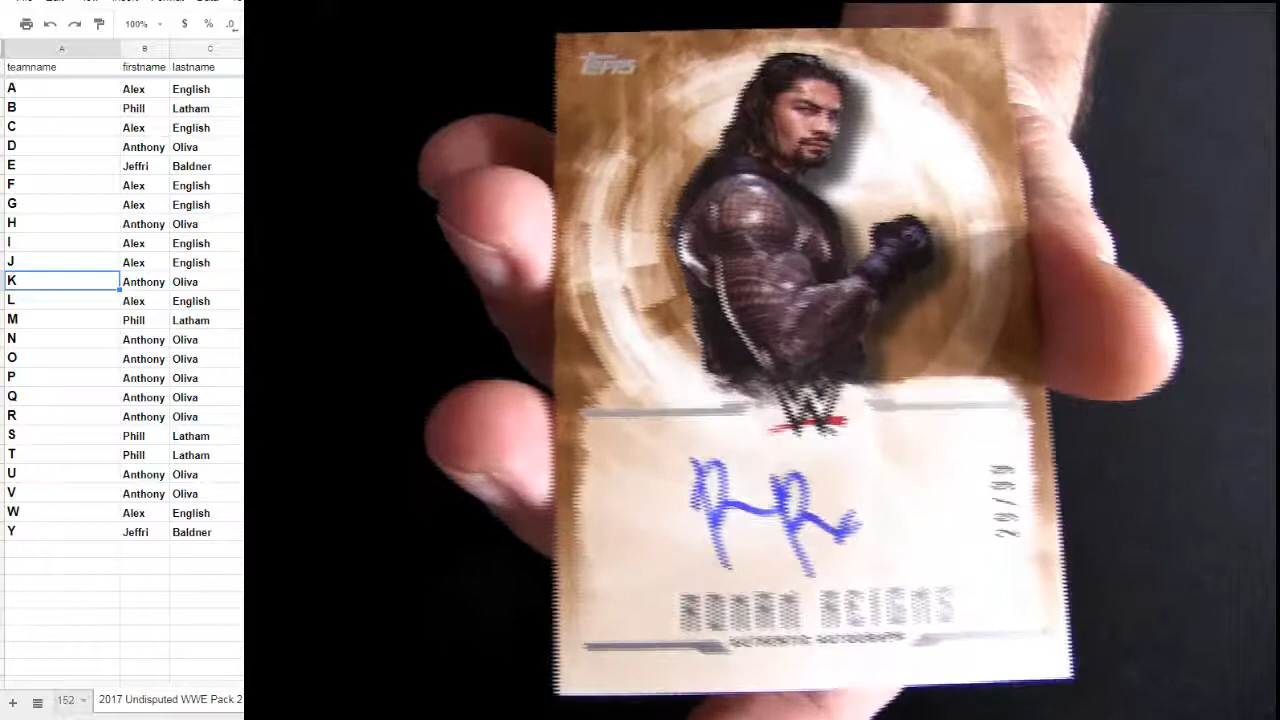 100%
$ % .0
A B C
teamname firstname lastname
A Alex English
B Phill Latham
C Alex English
D Anthony Oliva
E Jeffri Baldner
F Alex English
G Alex English
H Anthony Oliva
I Alex English
J Alex English
K Anthony Oliva
L Alex English
M Phill Latham
N Anthony Oliva
O Anthony Oliva
P Anthony Oliva
Q Anthony Oliva
R Anthony Oliva
S Phill Latham
T Phill Latham
U Anthony Oliva
V Anthony Oliva
W Alex English
Y Jeffri Baldner
152 2017 Undisputed WWE Pack 2
Topps
W
ROMAN REIGNS
AUTHENTIC AUTOGRAPH